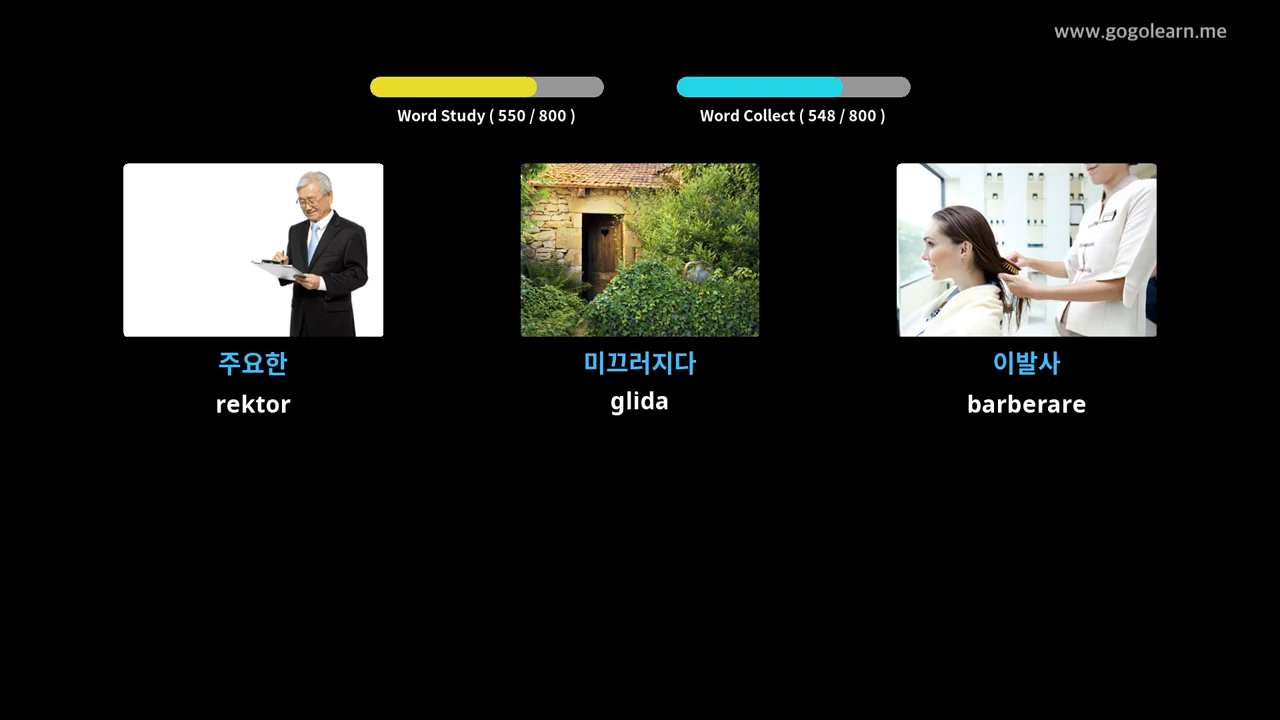 www.gogolearn.me
Word Study ( 550 / 800 )
Word Collect ( 548 / 800 )
주요한
rektor
미끄러지다
glida
이발사
barberare